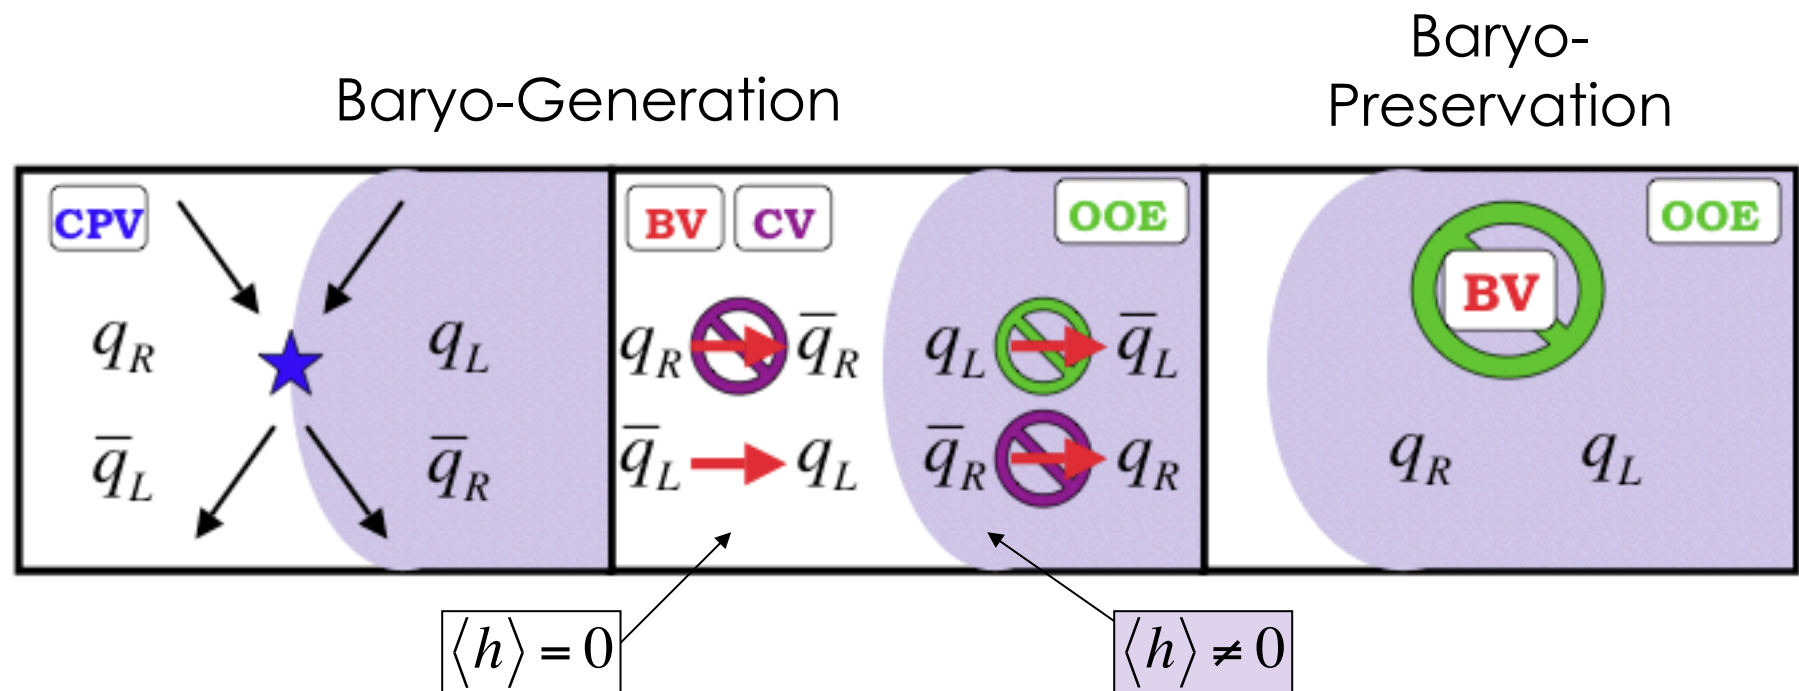 Baryo-Generation
Baryo-
Preservation
CPV
q_R q_L
q̅_L q̅_R
BV CV OOE
q_R q̅_R q_L q̅_L
q̅_L q_L q̅_R q_R
OOE
BV
q_R q_L
⟨h⟩ = 0
⟨h⟩ ≠ 0